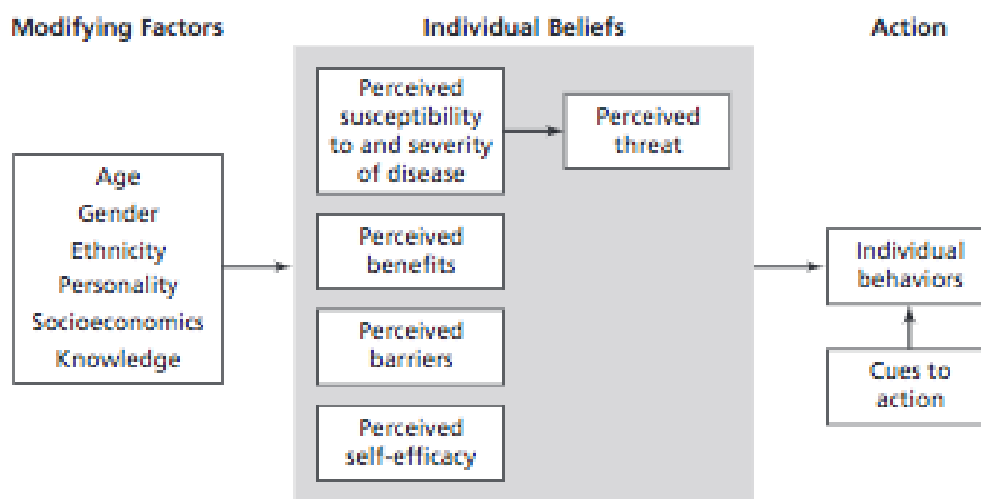 Modifying Factors
Individual Beliefs
Action
Age
Gender
Ethnicity
Personality
Socioeconomics
Knowledge
Perceived
susceptibility
to and severity
of disease
Perceived
threat
Perceived
benefits
Perceived
barriers
Perceived
self-efficacy
Individual
behaviors
Cues to
action